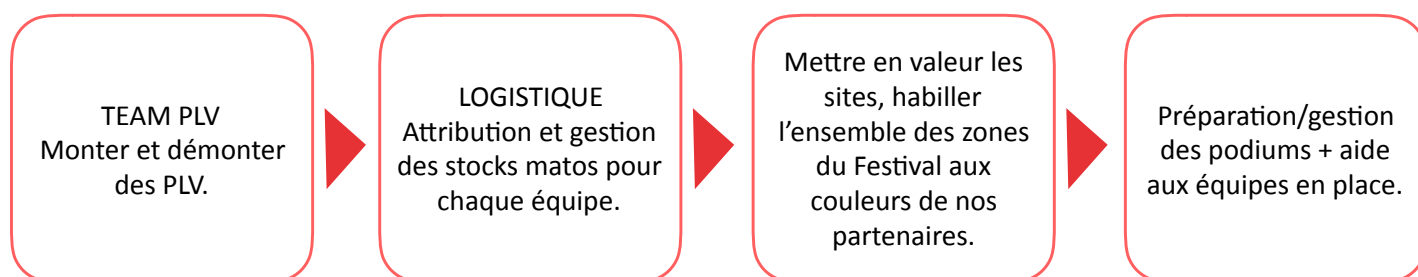 TEAM PLV
Monter et démonter
des PLV.
LOGISTIQUE
Attribution et gestion
des stocks matos pour
chaque équipe.
Mettre en valeur les
sites, habiller
l’ensemble des zones
du Festival aux
couleurs de nos
partenaires.
Préparation/gestion
des podiums + aide
aux équipes en place.